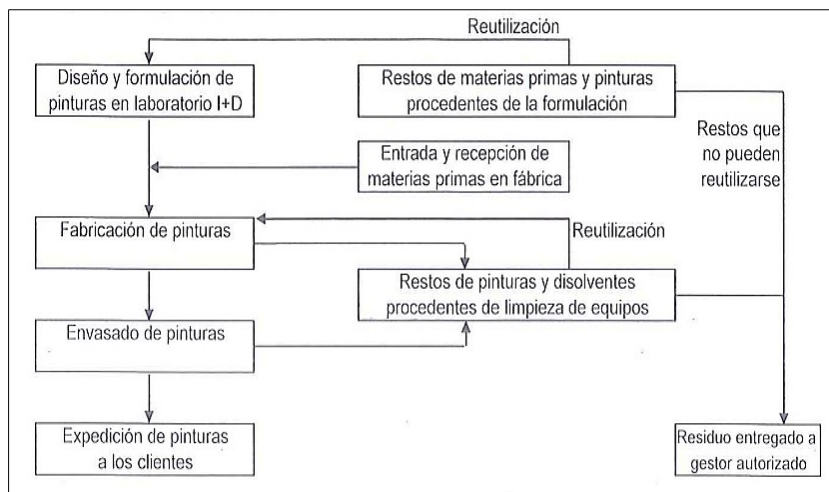 Reutilización
Diseño y formulación de
pinturas en laboratorio I+D
Restos de materias primas y pinturas
procedentes de la formulación
Restos que
no pueden
reutilizarse
Entrada y recepción de
materias primas en fábrica
Fabricación de pinturas
Reutilización
Restos de pinturas y disolventes
procedentes de limpieza de equipos
Envasado de pinturas
Expedición de pinturas
a los clientes
Residuo entregado a
gestor autorizado